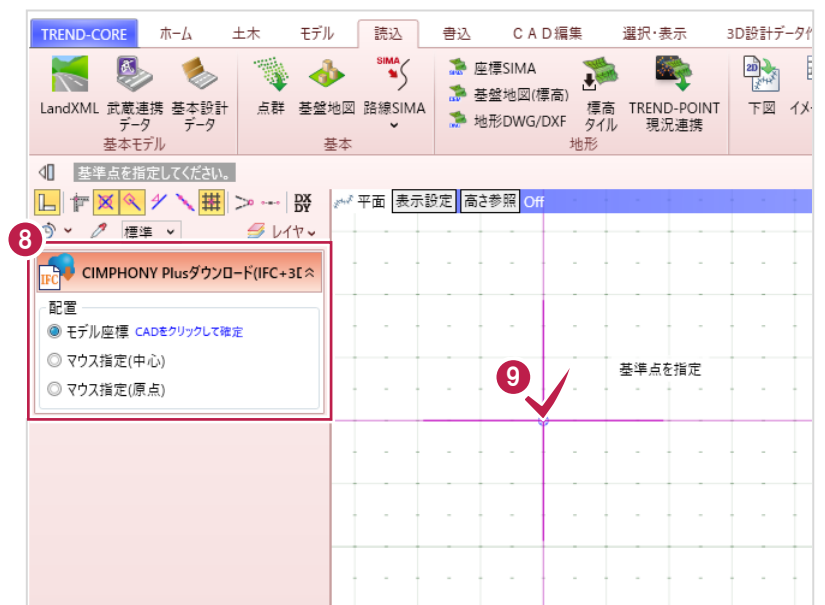 TREND-CORE ホーム 土木 モデル 読込 書込 CAD編集 選択・表示 3D設計データ
SIMA
LandXML 武蔵連携データ 基本設計データ
基本モデル
点群 基盤地図 路線SIMA
基本
座標SIMA
基盤地図(標高)
地形DWG/DXF
標高タイル TREND-POINT現況連携
地形
2D
下図 イメ
基準点を指定してください。
DX
DY
平面 表示設定 高さ参照 Off
標準 レイヤ
8
IFC
CIMPHONY Plusダウンロード(IFC+3D
配置
モデル座標 CADをクリックして確定
マウス指定(中心)
マウス指定(原点)
9
基準点を指定